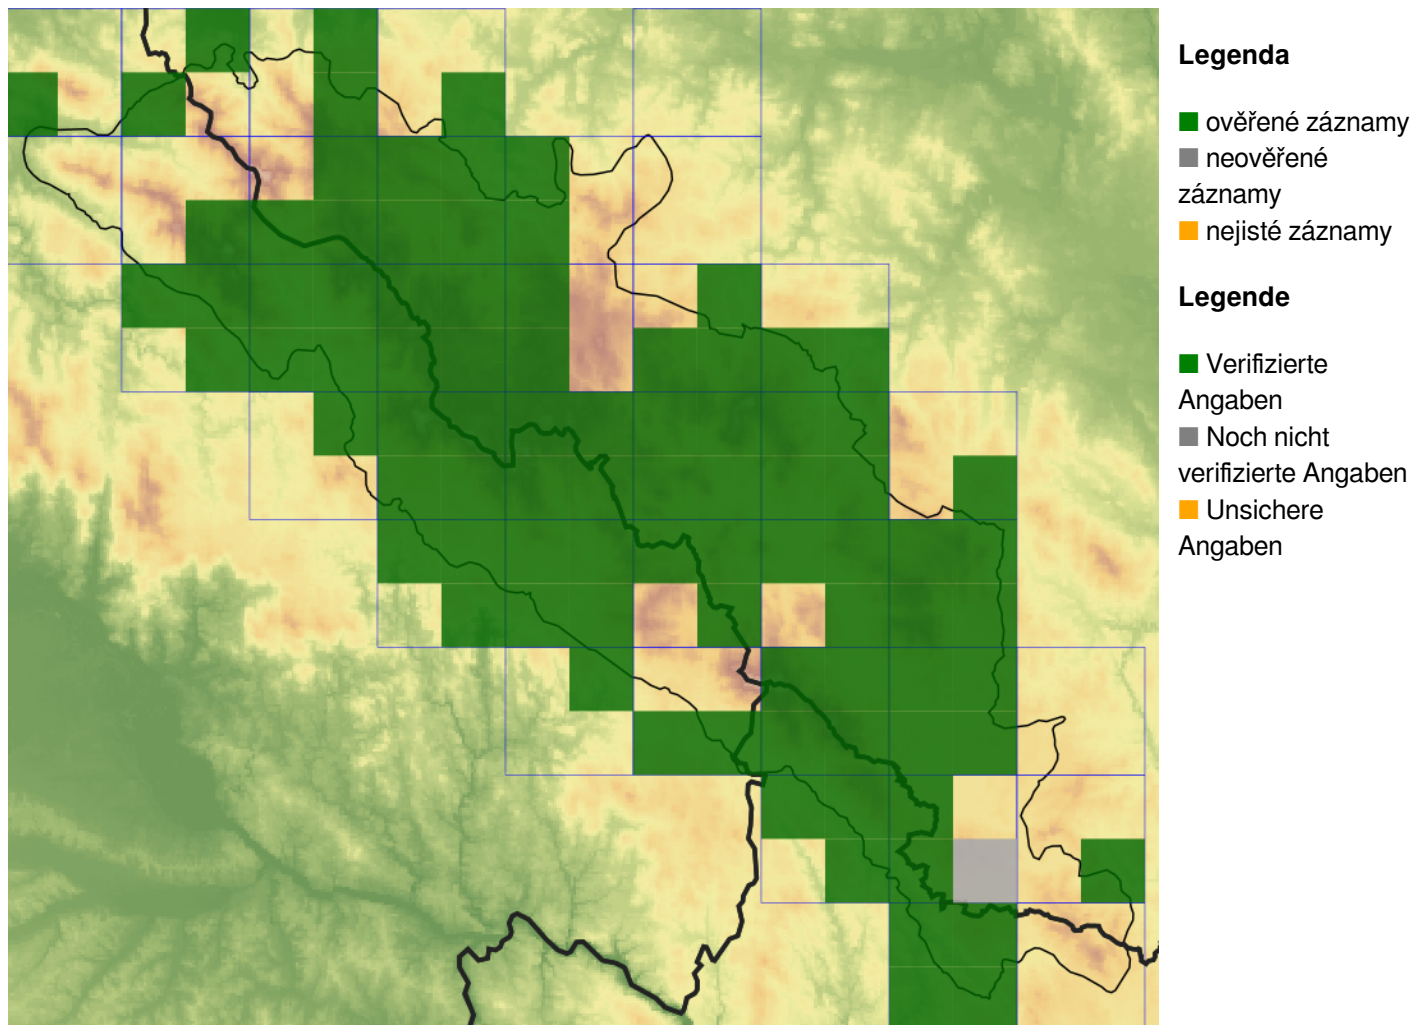 Legenda
ověřené záznamy
neověřené
záznamy
nejisté záznamy
Legende
Verifizierte
Angaben
Noch nicht
verifizierte Angaben
Unsichere
Angaben